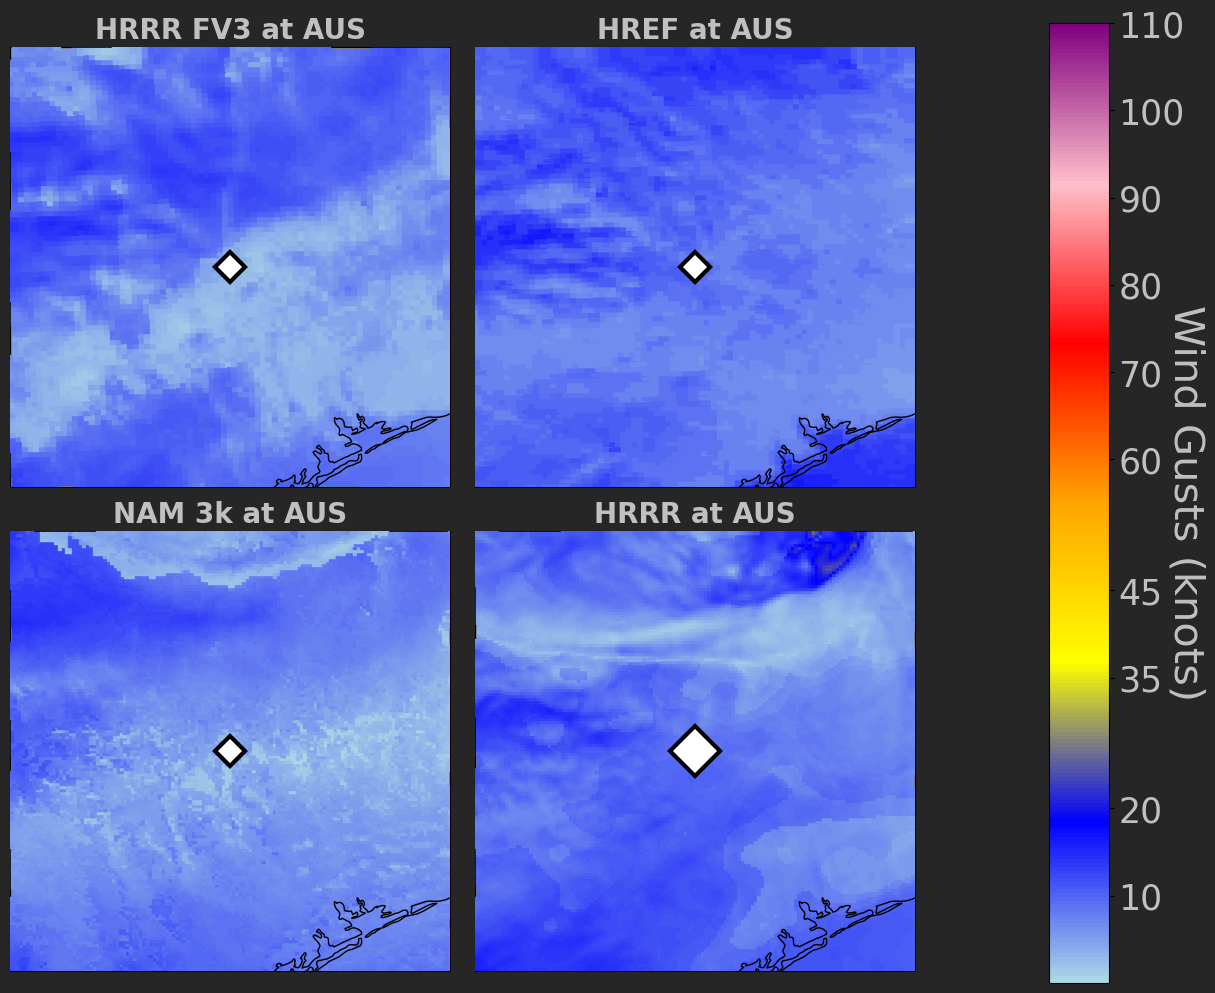 HRRR FV3 at AUS
HREF at AUS
NAM 3k at AUS
HRRR at AUS
110
100
90
80
70
60
45
35
20
10
Wind Gusts (knots)